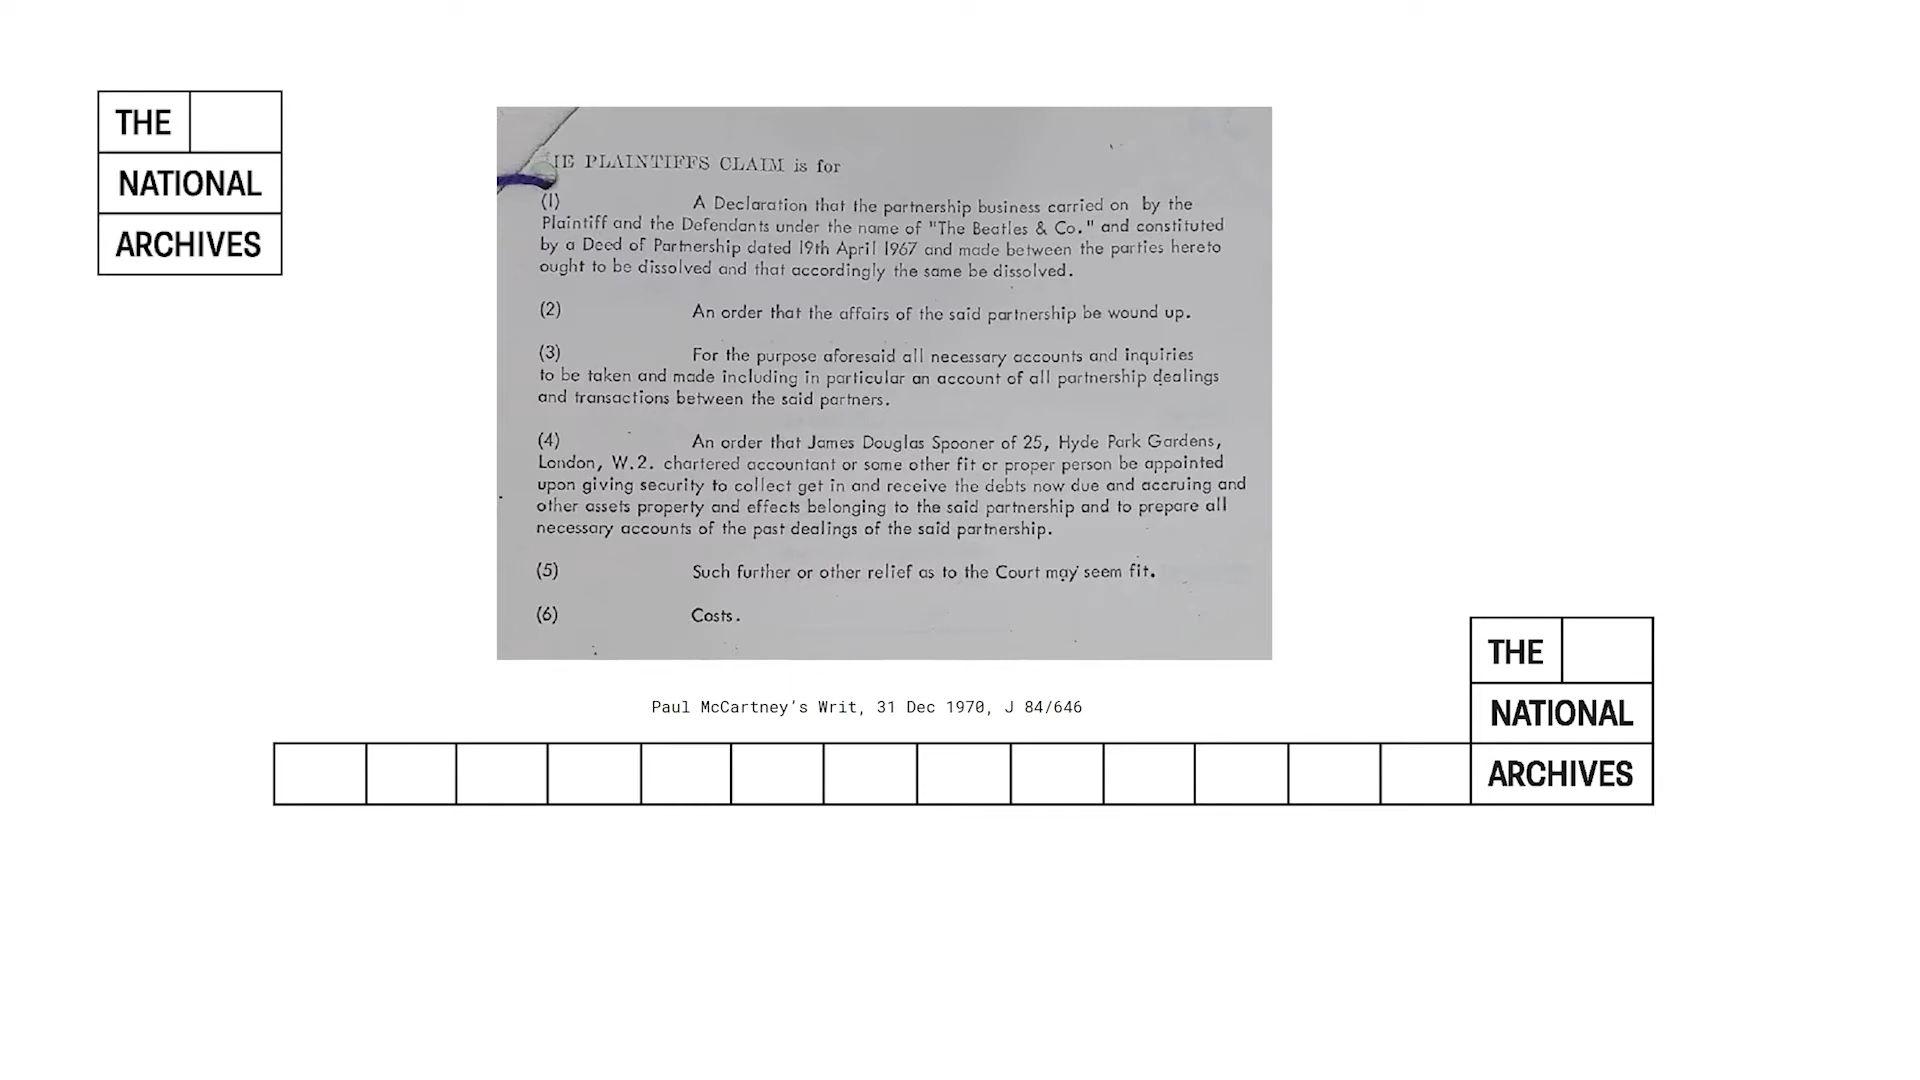 THE
NATIONAL
ARCHIVES
PLAINTIFFS CLAIM is for
(1) A Declaration that the partnership business carried on by the
Plaintiff and the Defendants under the name of "The Beatles & Co." and constituted
by a Deed of Partnership dated 19th April 1967 and made between the parties hereto
ought to be dissolved and that accordingly the same be dissolved.
(2) An order that the affairs of the said partnership be wound up.
(3) For the purpose aforesaid all necessary accounts and inquiries
to be taken and made including in particular an account of all partnership dealings
and transactions between the said partners.
(4) An order that James Douglas Spooner of 25, Hyde Park Gardens,
London, W.2. chartered accountant or some other fit or proper person be appointed
upon giving security to collect get in and receive the debts now due and accruing and
other assets property and effects belonging to the said partnership and to prepare all
necessary accounts of the past dealings of the said partnership.
(5) Such further or other relief as to the Court may seem fit.
(6) Costs.
Paul McCartney's Writ, 31 Dec 1970, J 84/646
THE
NATIONAL
ARCHIVES